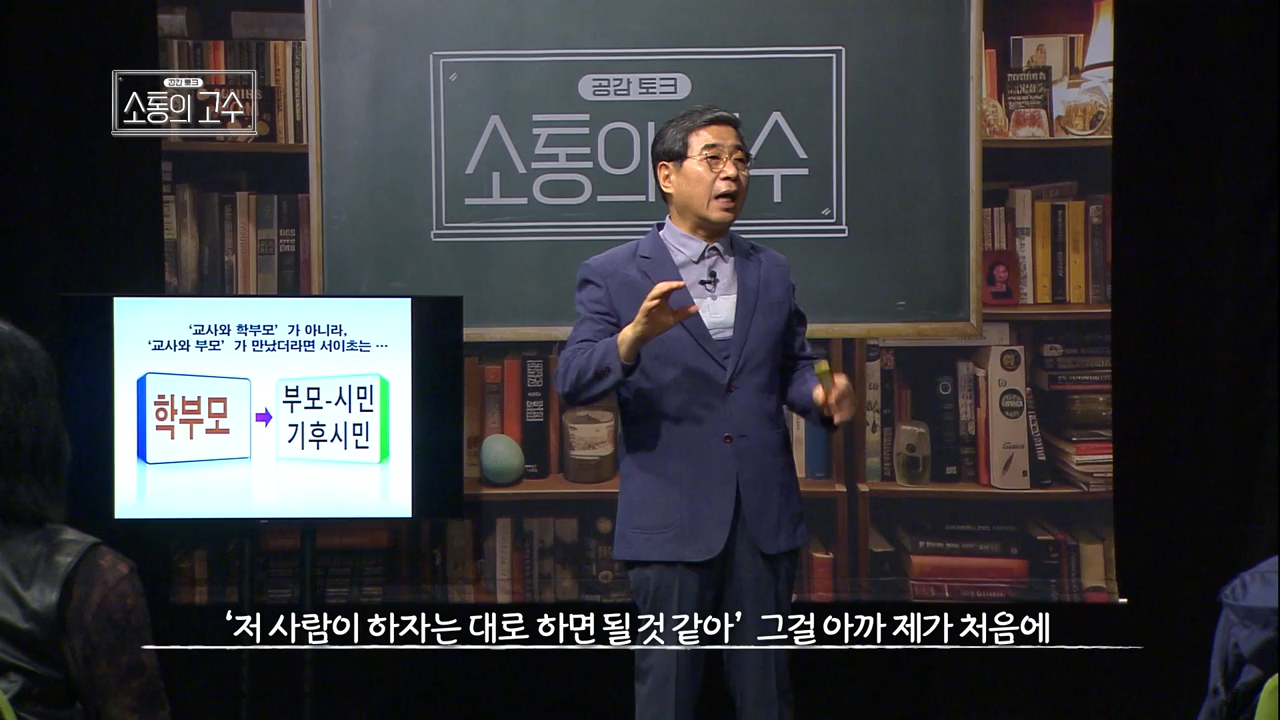 공감 토크
소통의 고수
공감 토크
소통의 고수
‘교사와 학부모’가 아니라,
‘교사와 부모’가 만났더라면 서이초는 …
학부모
부모-시민
기후시민
‘저 사람이 하자는 대로 하면 될 것 같아’ 그걸 아까 제가 처음에